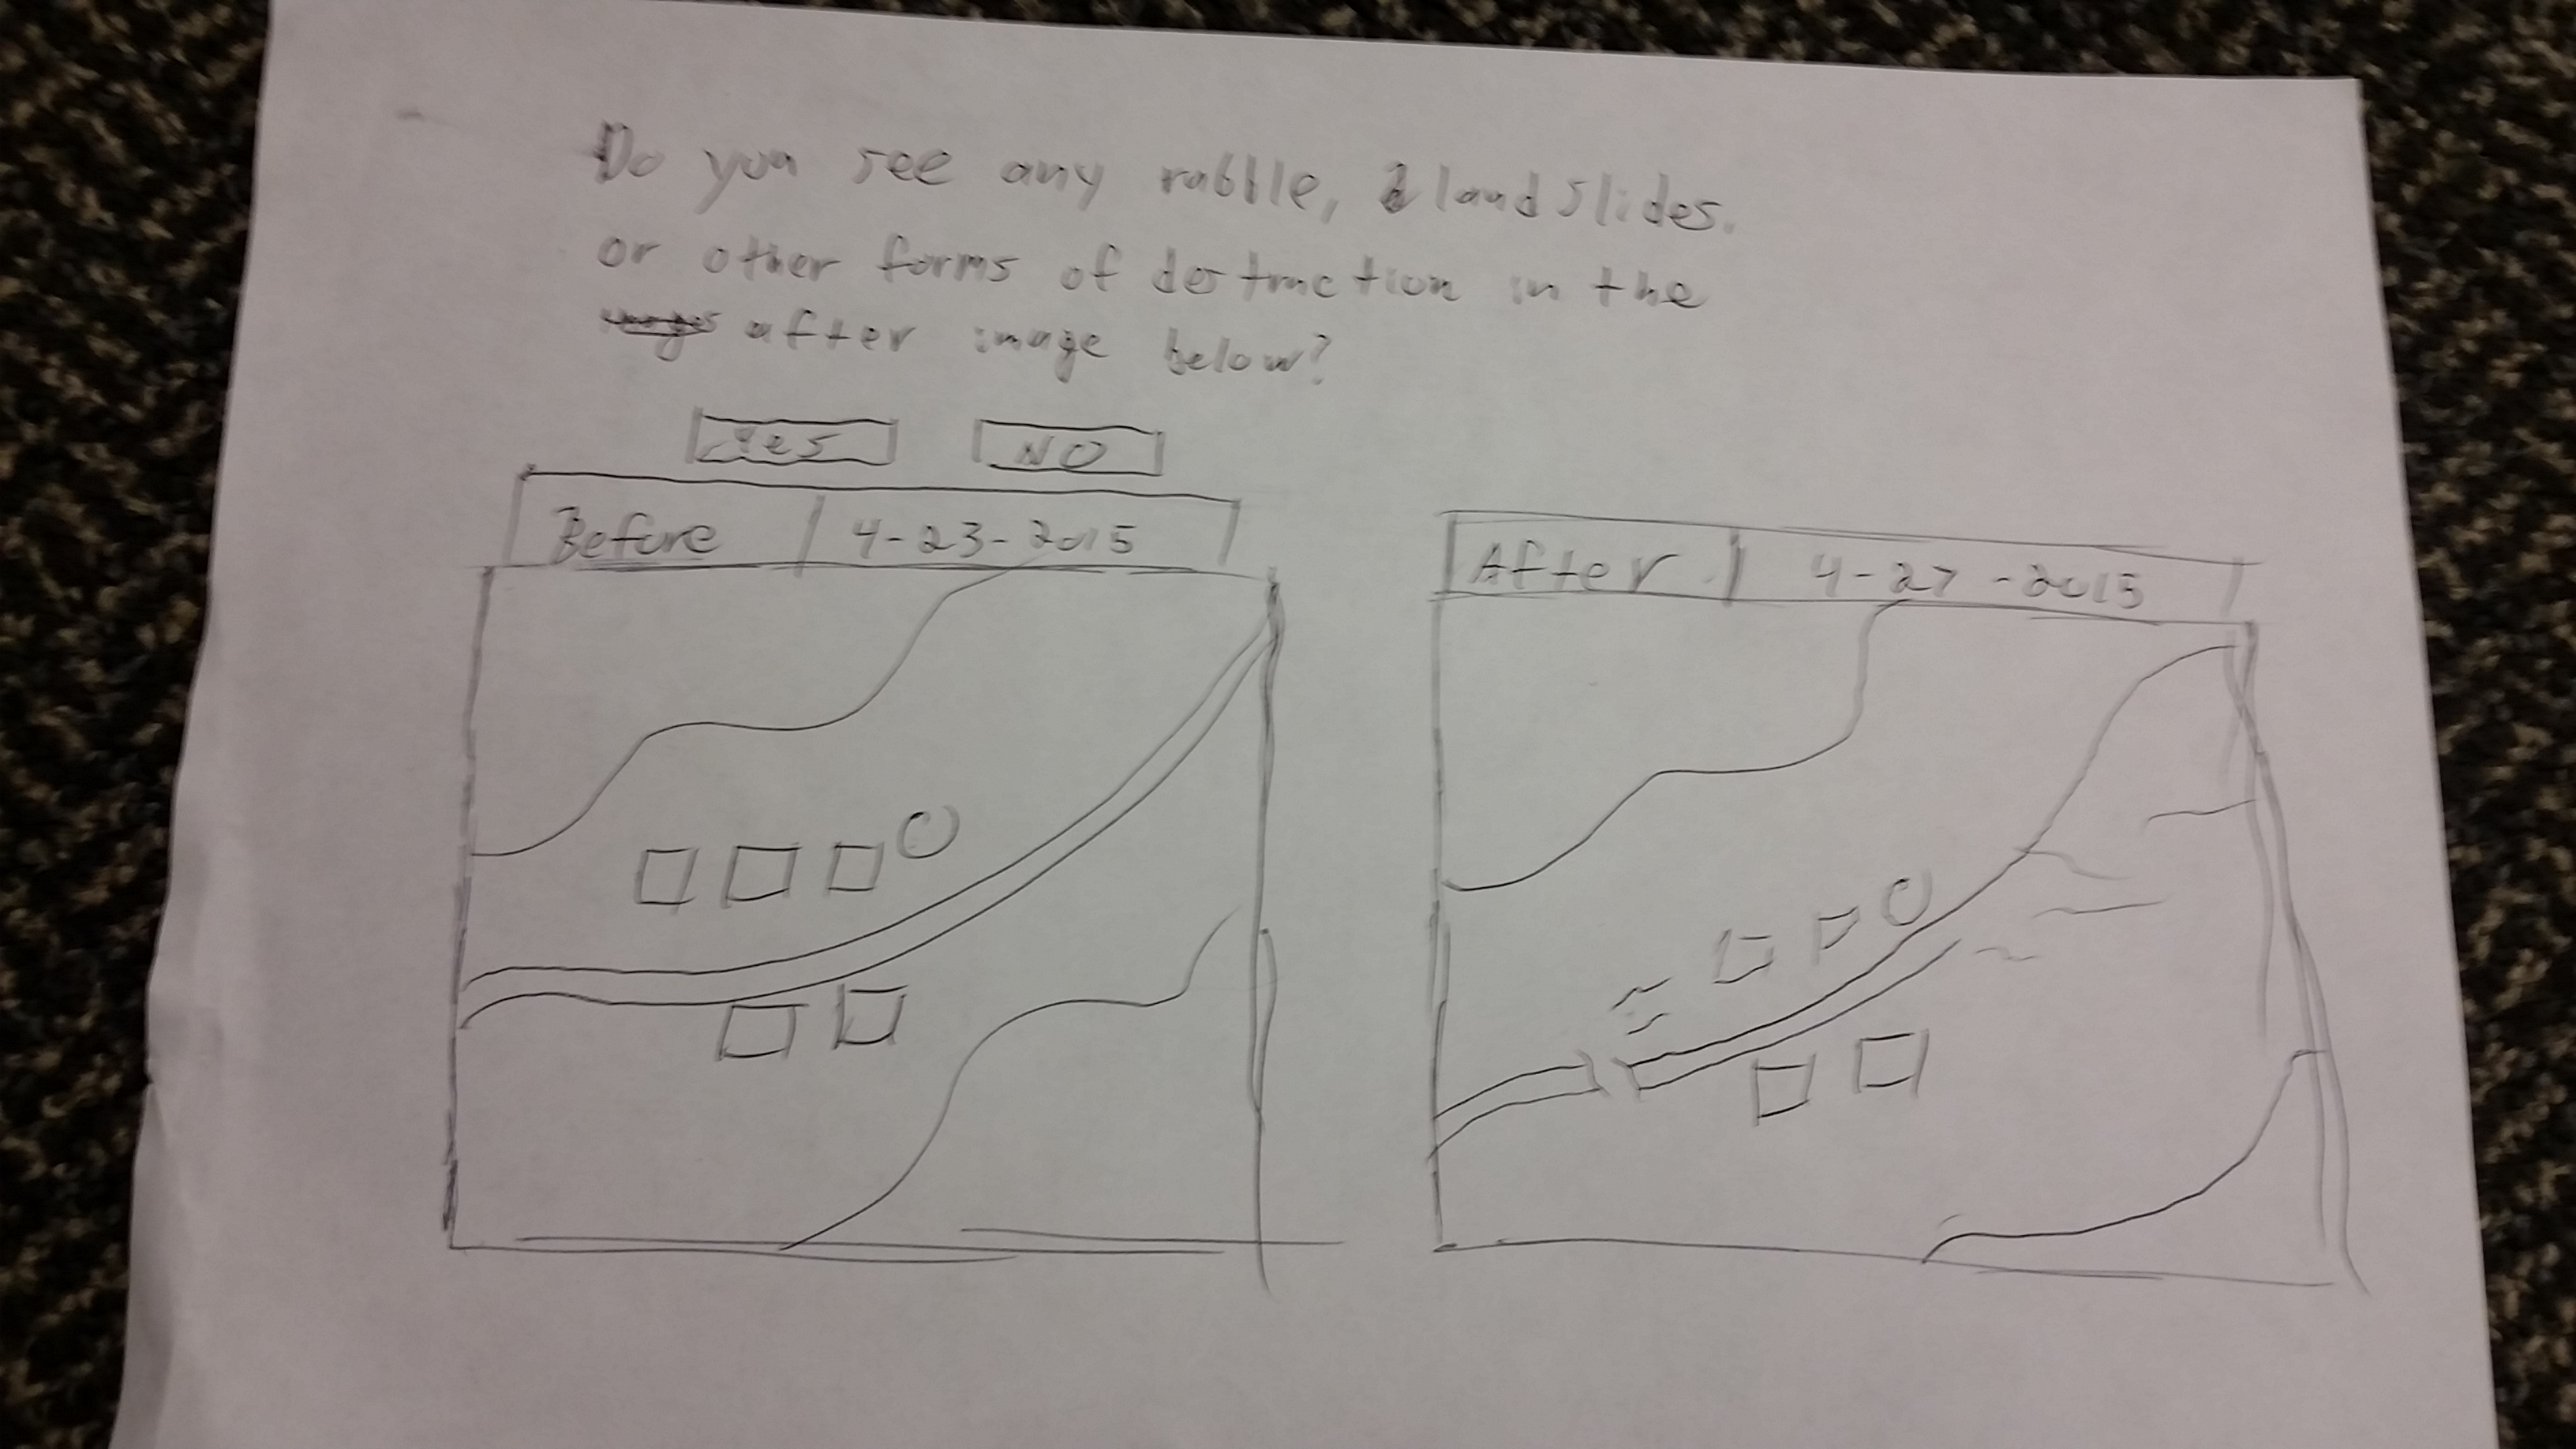 Do you see any rubble, landslides.
or other forms of destruction in the
after image below?
Yes NO
Before 4-23-2015
After 4-27-2015